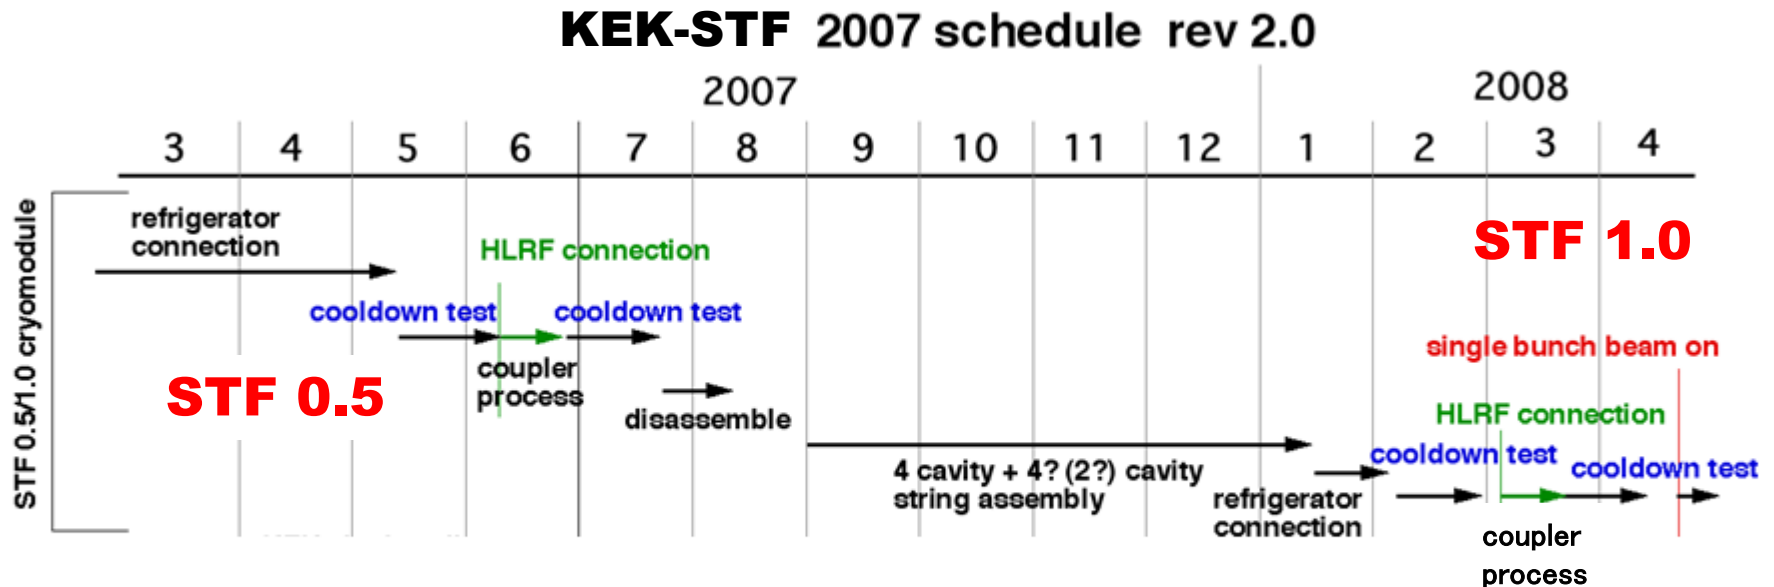 KEK-STF 2007 schedule rev 2.0
2007
2008
3 4 5 6 7 8 9 10 11 12 1 2 3 4
STF 0.5/1.0 cryomodule
refrigerator
connection
HLRF connection
STF 1.0
cooldown test
cooldown test
single bunch beam on
coupler
process
STF 0.5
disassemble
HLRF connection
cooldown test
cooldown test
4 cavity + 4? (2?) cavity
string assembly
refrigerator
connection
coupler
process